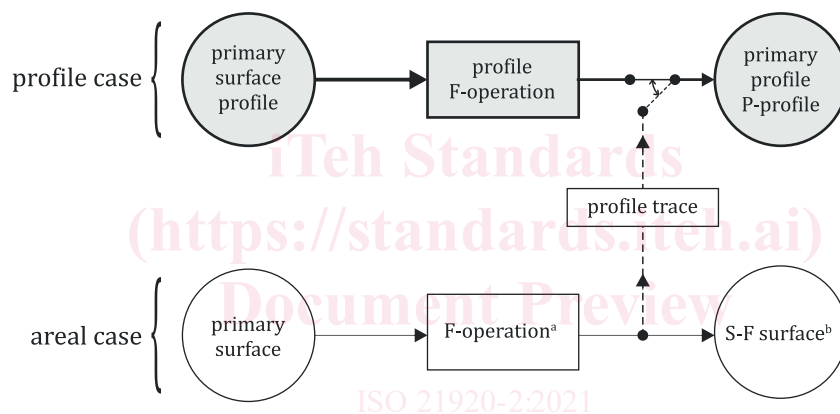 profile case
primary
surface
profile
profile
F-operation
primary
profile
P-profile
iTeh Standards
profile trace
(https://standards.iteh.ai)
Document Preview
areal case
primary
surface
F-operationᵃ
S-F surfaceᵇ
ISO 21920-2:2021